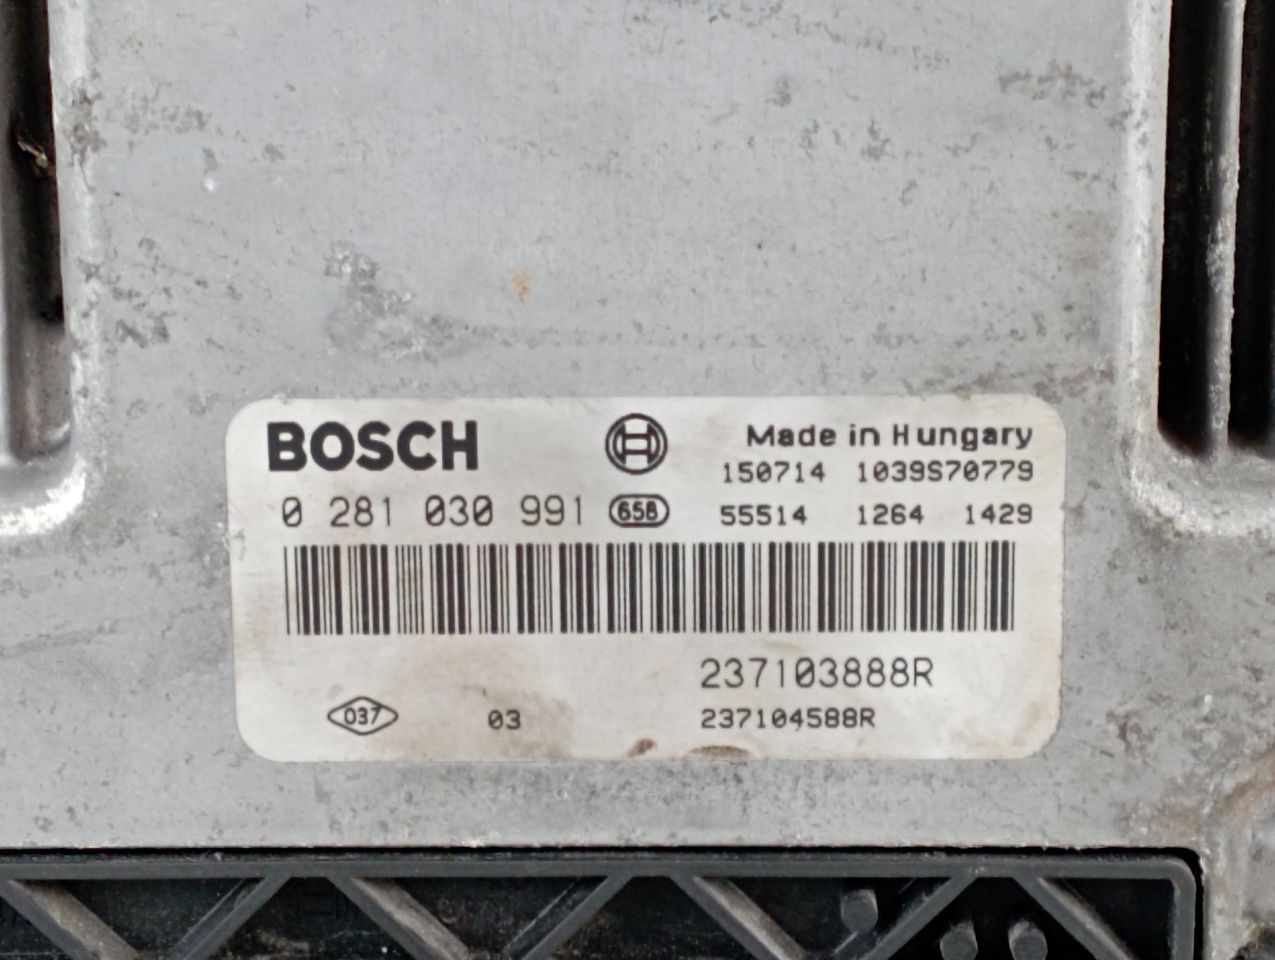 BOSCH
Made in Hungary
150714 1039S70779
0 281 030 991 658 55514 1264 1429
237103888R
037 03 237104588R